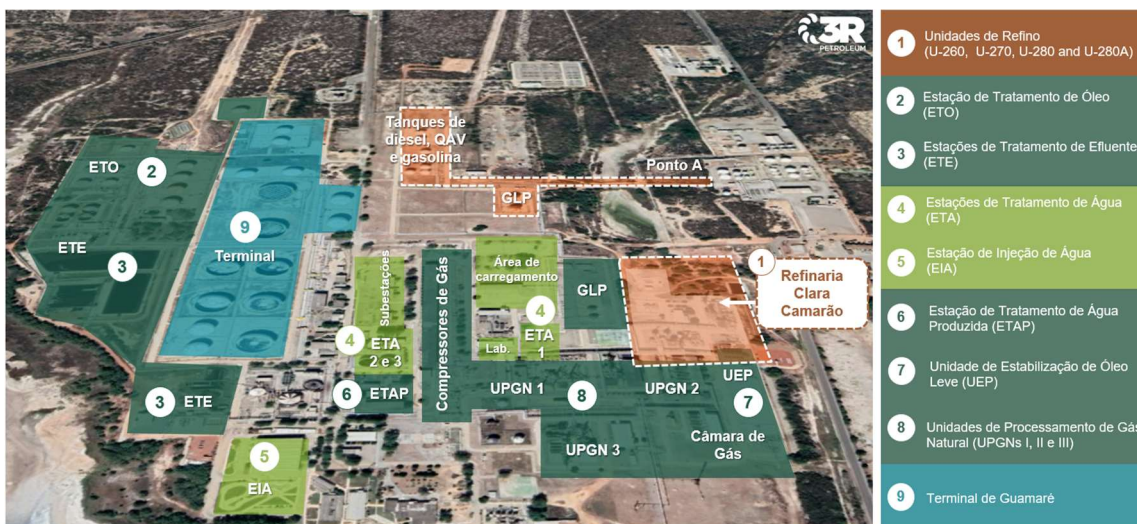 3R
PETROLEUM
Tanques de
diesel, QAV
e gasolina
Ponto A
GLP
ETO
2
ETE
3
9
Terminal
Subestações
4
ETA
2 e 3
6
ETAP
Compressores de Gás
Área de
carregamento
4
ETA
1
Lab.
GLP
1
Refinaria
Clara
Camarão
UPGN 1
8
UPGN 2
UEP
7
Câmara de
Gás
UPGN 3
3
ETE
5
EIA
1
Unidades de Refino
(U-260, U-270, U-280 and U-280A)
2
Estação de Tratamento de Óleo
(ETO)
3
Estações de Tratamento de Efluente
(ETE)
4
Estações de Tratamento de Água
(ETA)
5
Estação de Injeção de Água
(EIA)
6
Estação de Tratamento de Água
Produzida (ETAP)
7
Unidade de Estabilização de Óleo
Leve (UEP)
8
Unidades de Processamento de Gás
Natural (UPGNs I, II e III)
9
Terminal de Guamaré